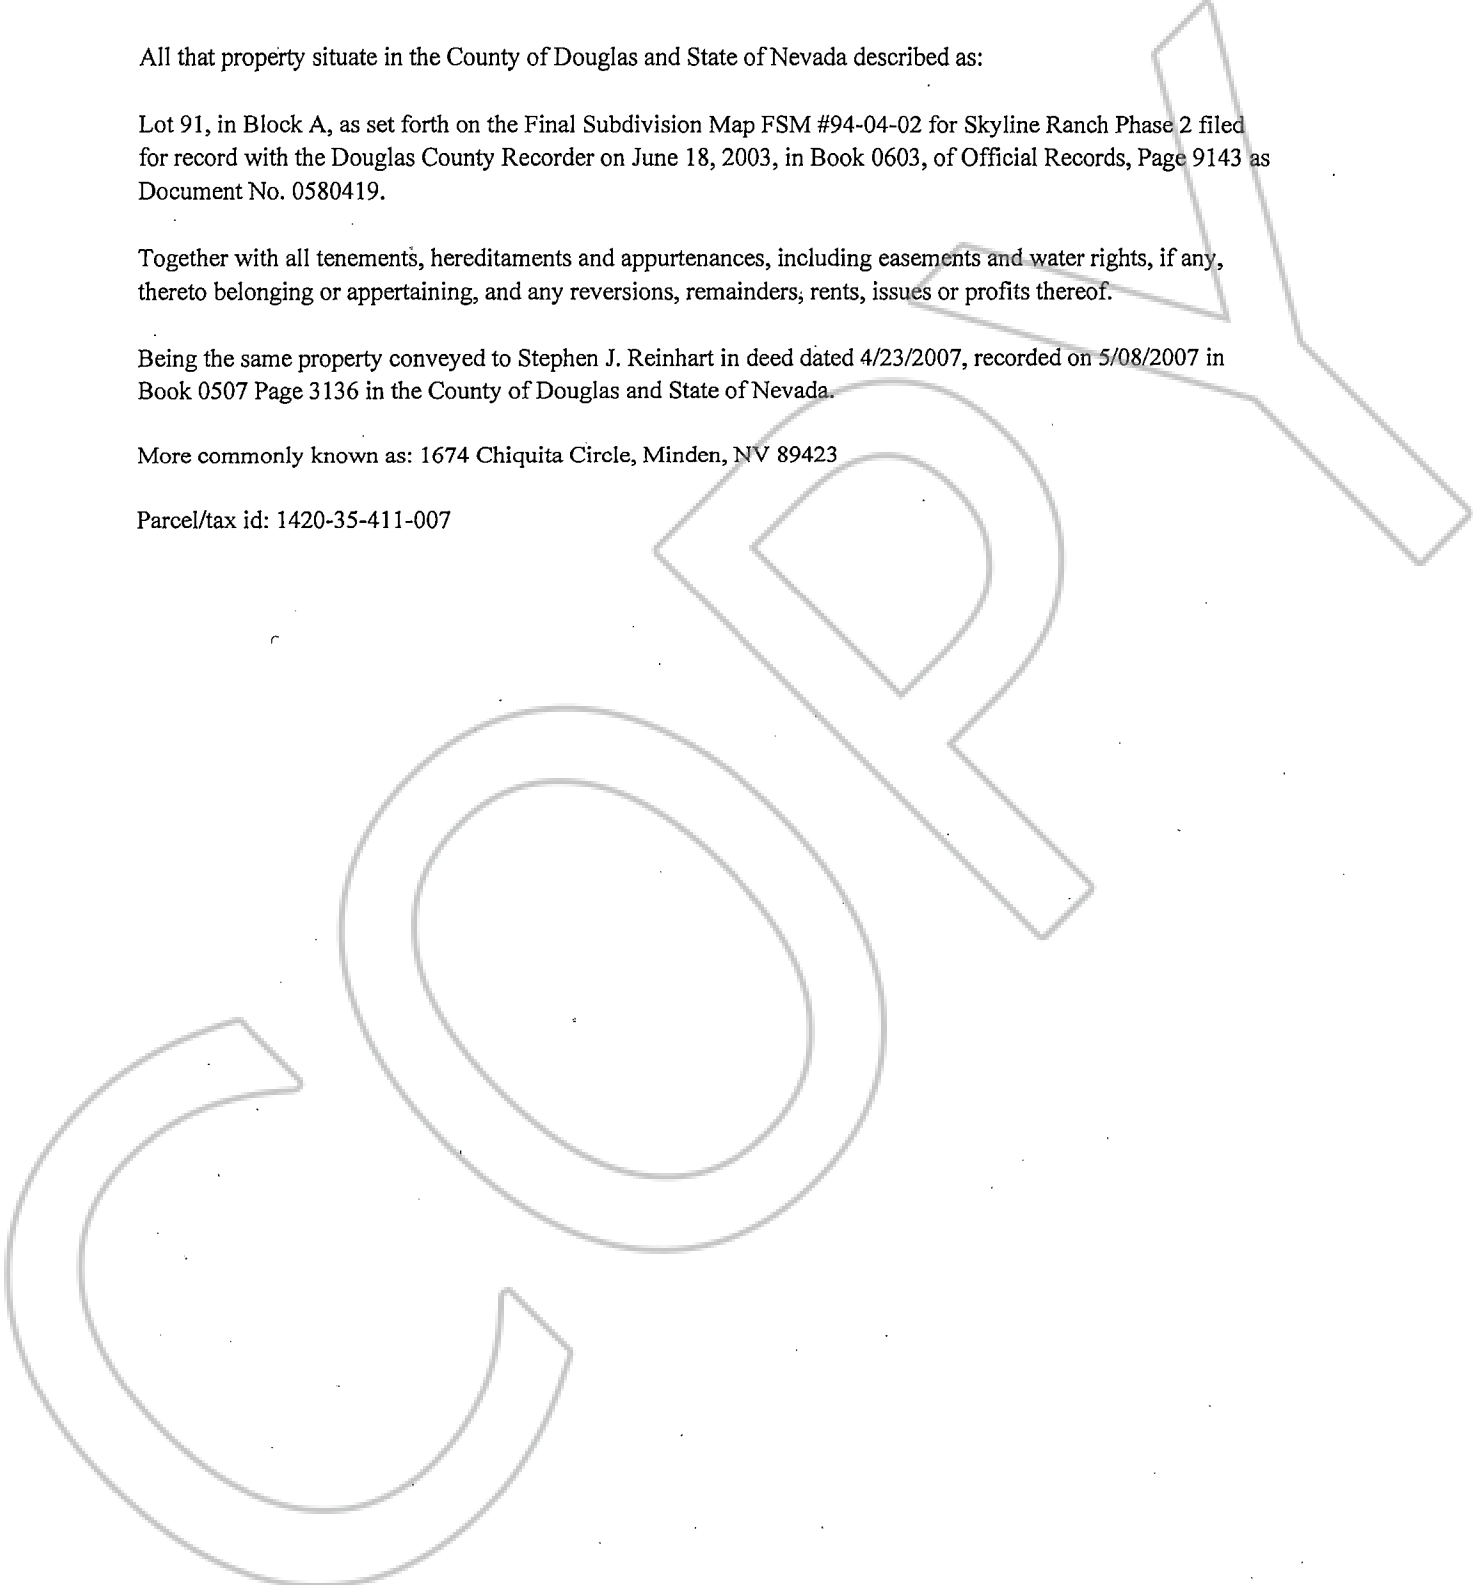 All that property situate in the County of Douglas and State of Nevada described as:
Lot 91, in Block A, as set forth on the Final Subdivision Map FSM #94-04-02 for Skyline Ranch Phase 2 filed
for record with the Douglas County Recorder on June 18, 2003, in Book 0603, of Official Records, Page 9143 as
Document No. 0580419.
Together with all tenements, hereditaments and appurtenances, including easements and water rights, if any,
thereto belonging or appertaining, and any reversions, remainders, rents, issues or profits thereof.
Being the same property conveyed to Stephen J. Reinhart in deed dated 4/23/2007, recorded on 5/08/2007 in
Book 0507 Page 3136 in the County of Douglas and State of Nevada.
More commonly known as: 1674 Chiquita Circle, Minden, NV 89423
Parcel/tax id: 1420-35-411-007
COPY